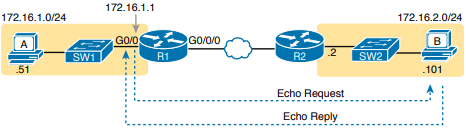 172.16.1.1
172.16.1.0/24
172.16.2.0/24
A
G0/0
G0/0/0
B
SW1
R1
R2
.2
SW2
.51
.101
Echo Request
Echo Reply